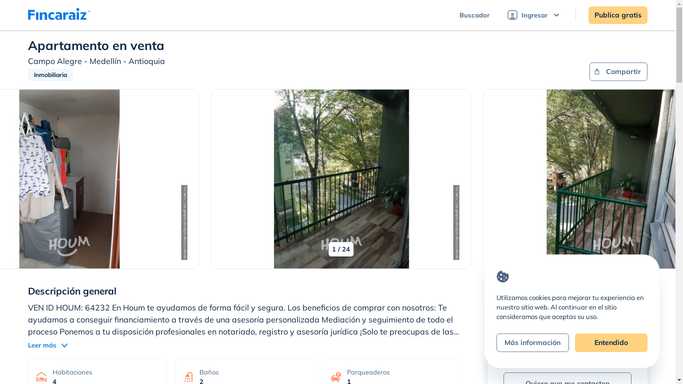 Fincaraiz
Buscador
Ingresar
Publica gratis
Apartamento en venta
Campo Alegre - Medellín - Antioquia
Inmobiliaria
Compartir
HOUM
HOUM
HOUM
1 / 24
Descripción general
VEN ID HOUM: 64232 En Houm te ayudamos de forma fácil y segura. Los beneficios de comprar con nosotros: Te
ayudamos a conseguir financiamiento a través de una asesoría personalizada Mediación y seguimiento de todo el
proceso Ponemos a tu disposición profesionales en notariado, registro y asesoría jurídica ¡Solo te preocupas de las...
Leer más
Habitaciones
4
Baños
2
Parqueaderos
1
Utilizamos cookies para mejorar tu experiencia en
nuestro sitio web. Al continuar en el sitio
consideramos que aceptas su uso.
Más información
Entendido
Quiero que me contacten